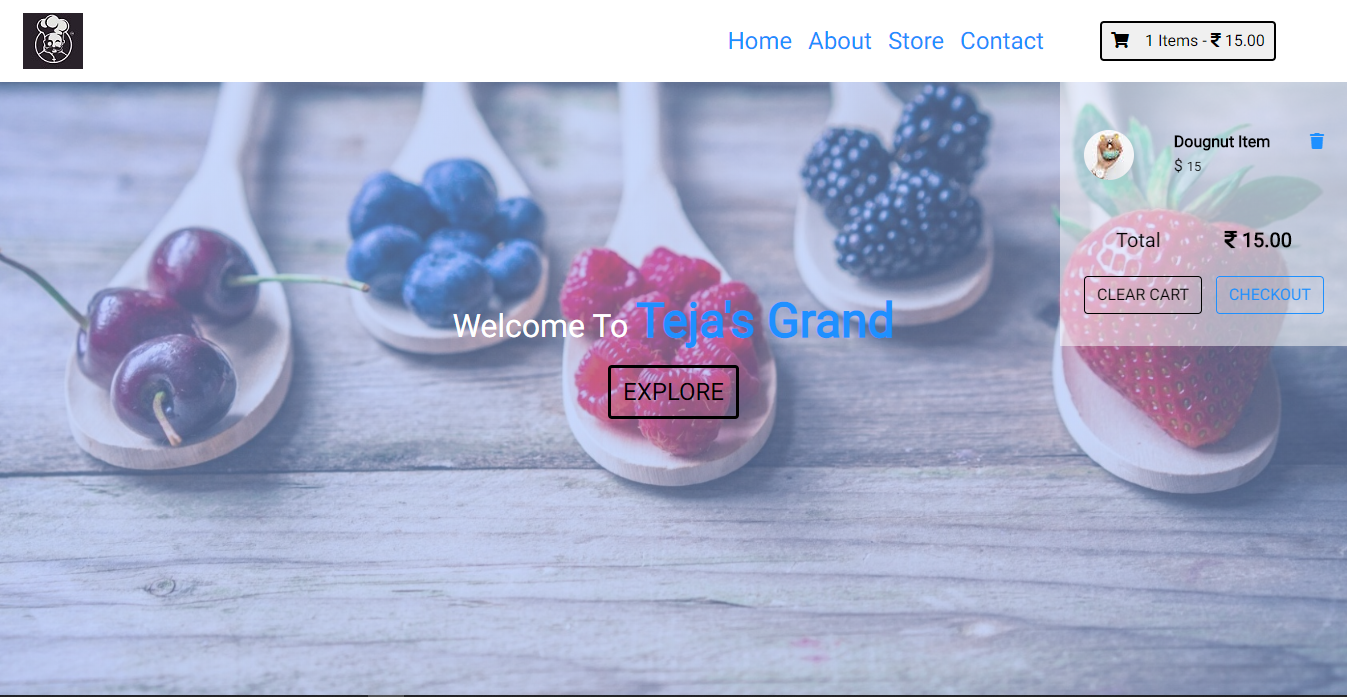 Home About Store Contact
1 Items - ₹ 15.00
Dougnut Item
$ 15
Total ₹ 15.00
CLEAR CART CHECKOUT
Welcome To Teja's Grand
EXPLORE